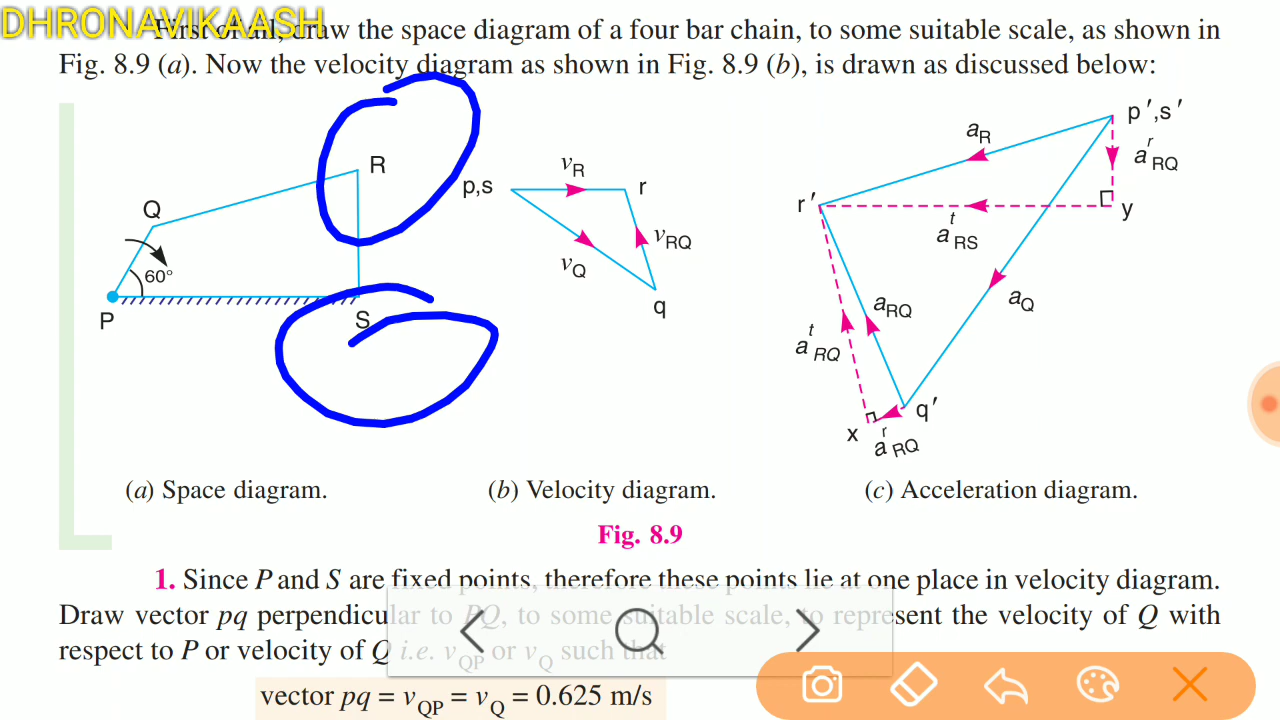 DHRONAVIKAASH
First of all, draw the space diagram of a four bar chain, to some suitable scale, as shown in
Fig. 8.9 (a). Now the velocity diagram as shown in Fig. 8.9 (b), is drawn as discussed below:
Q
R
60°
P
S
p,s
vR
r
vRQ
vQ
q
p',s'
aR
a^r RQ
r'
y
a^t RS
aRQ
aQ
a^t RQ
q'
x
a^r RQ
(a) Space diagram.
(b) Velocity diagram.
(c) Acceleration diagram.
Fig. 8.9
1. Since P and S are fixed points, therefore these points lie at one place in velocity diagram.
Draw vector pq perpendicular to PQ, to some suitable scale, to represent the velocity of Q with
respect to P or velocity of Q i.e. vQP or vQ such that
vector pq = vQP = vQ = 0.625 m/s